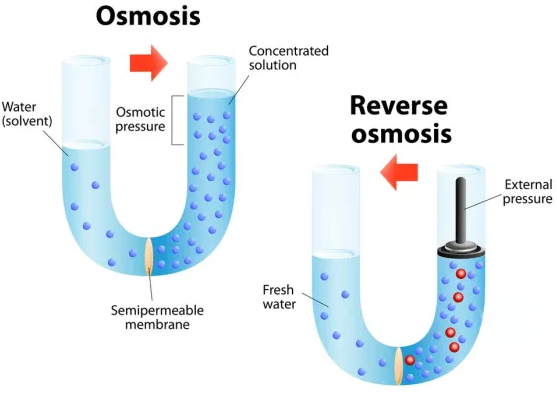 Osmosis
Concentrated
solution
Water
(solvent)
Osmotic
pressure
Semipermeable
membrane
Reverse
osmosis
External
pressure
Fresh
water